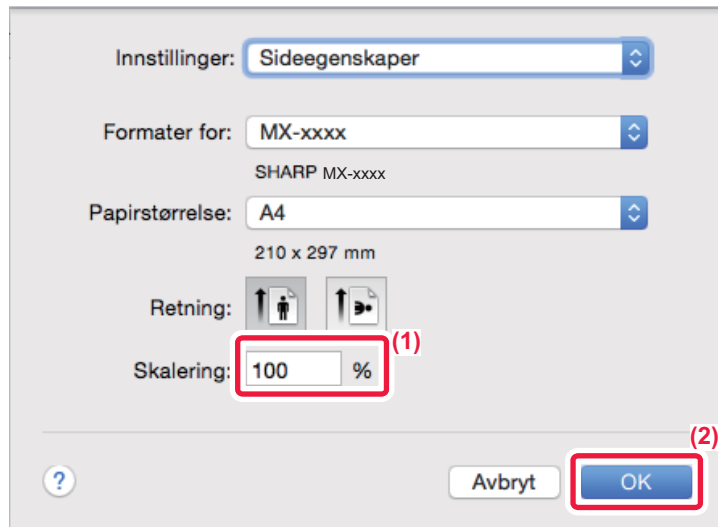 Innstillinger: Sideegenskaper
Formater for: MX-xxxx
SHARP MX-xxxx
Papirstørrelse: A4
210 x 297 mm
Retning:
(1)
Skalering: 100 %
(2)
? Avbryt OK